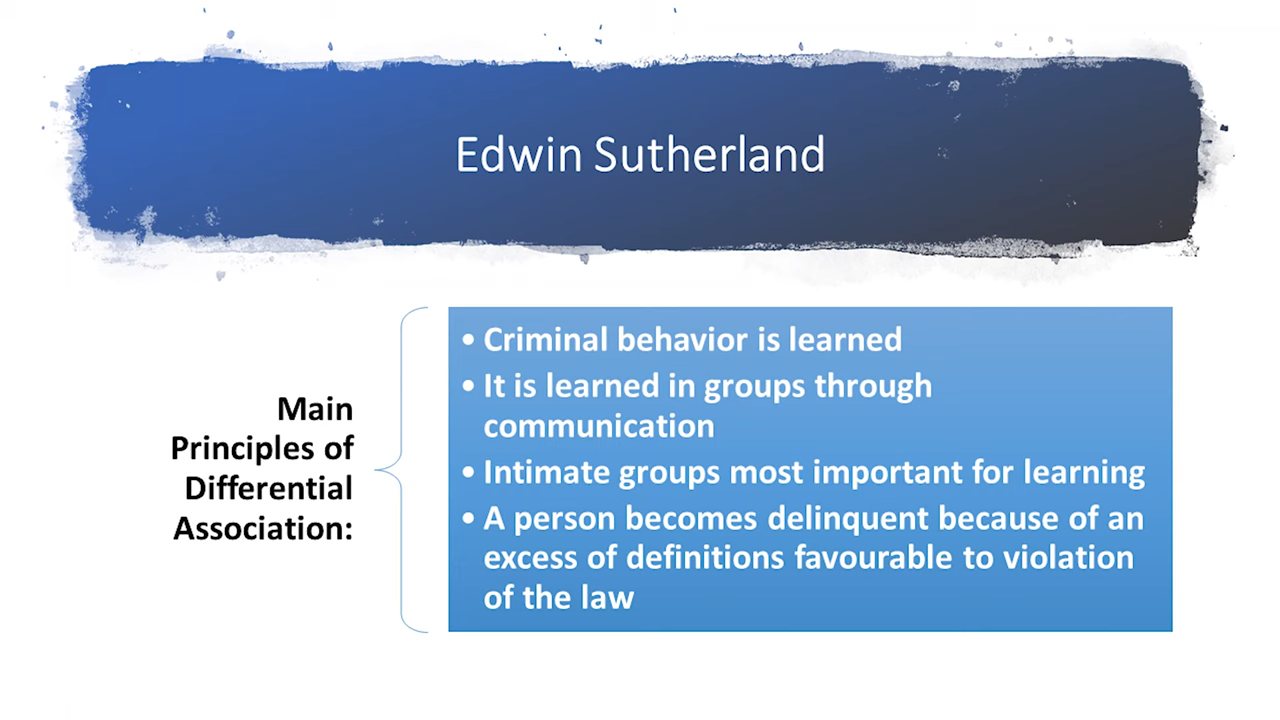 Edwin Sutherland
Main
Principles of
Differential
Association:
• Criminal behavior is learned
• It is learned in groups through
communication
• Intimate groups most important for learning
• A person becomes delinquent because of an
excess of definitions favourable to violation
of the law